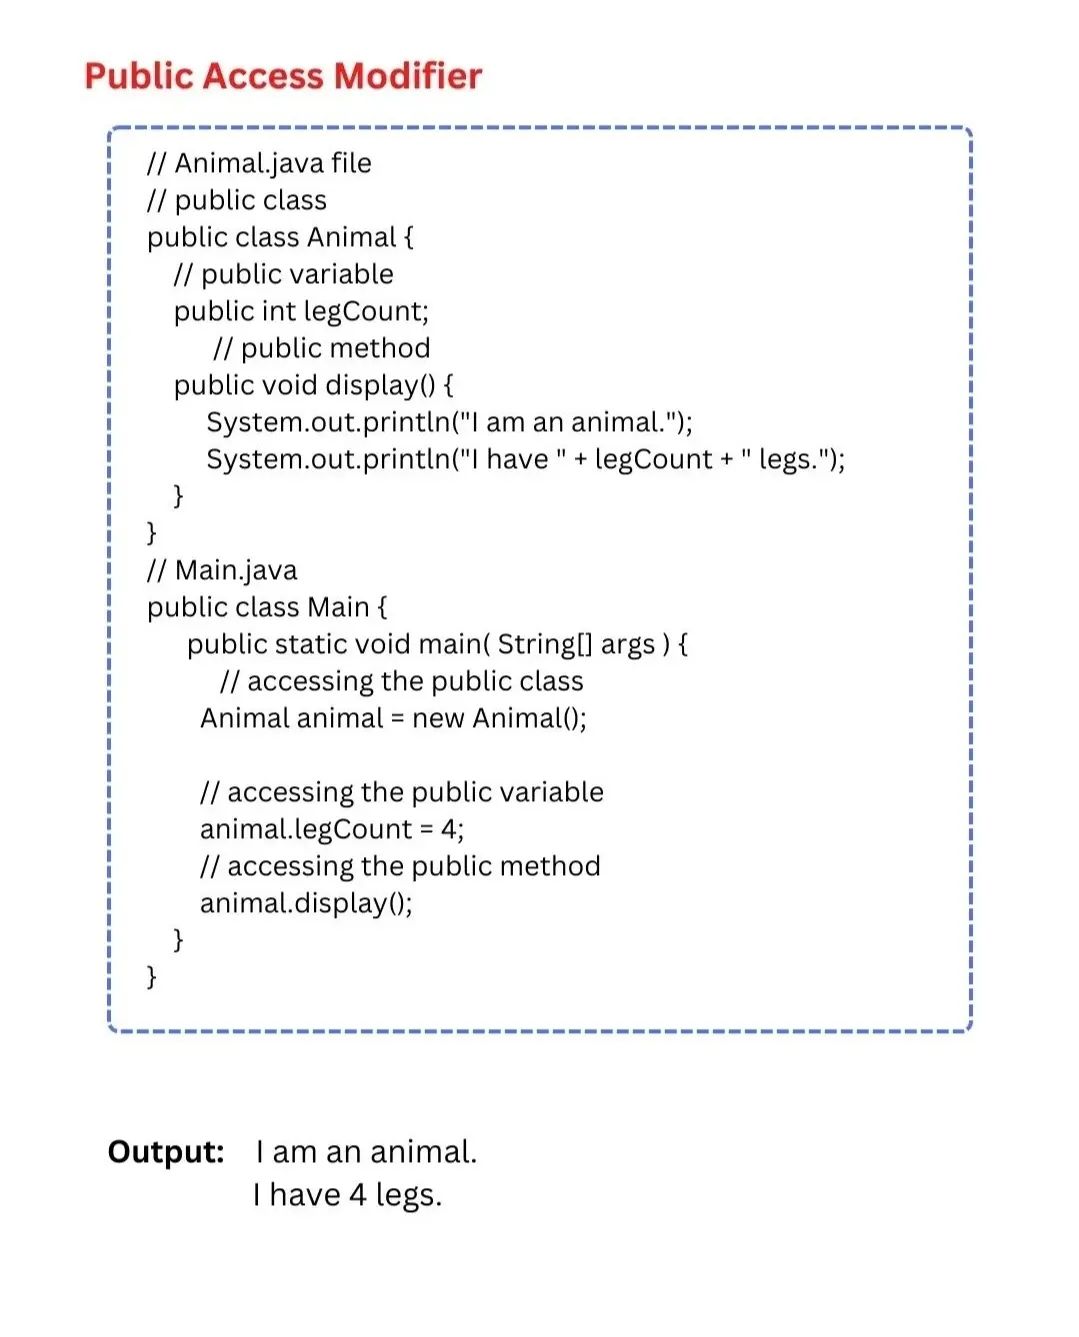 Public Access Modifier
// Animal.java file
// public class
public class Animal {
// public variable
public int legCount;
// public method
public void display() {
System.out.println("I am an animal.");
System.out.println("I have " + legCount + " legs.");
}
}
// Main.java
public class Main {
public static void main( String[] args ) {
// accessing the public class
Animal animal = new Animal();
// accessing the public variable
animal.legCount = 4;
// accessing the public method
animal.display();
}
}
Output: I am an animal.
I have 4 legs.